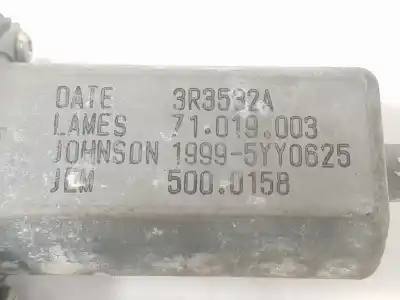 DATE 3R3532A
LAMES 71.019.003
JOHNSON 1999-5YY0625
JEM 500.0158